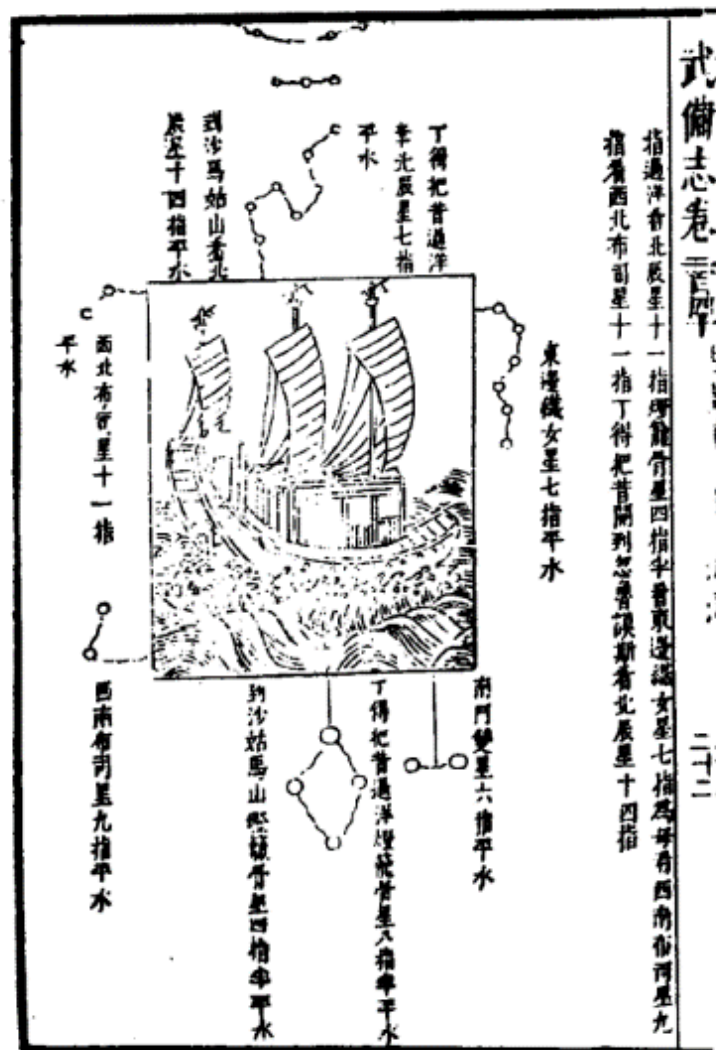 武備志卷二百四十
二十二
指過洋看北辰星十一指燈籠骨星四指半看東邊織女星七指為母看西南布司星九
指看西北布司星十一指丁得把昔開到忽魯謨斯看北辰星十四指
東邊織女星七指平水
丁得把昔過洋
牽北辰星七指
平水
到沙馬姑山看北
辰星十四指平水
西北布司星十一指
平水
西南布司星九指平水
南門雙星六指平水
丁得把昔過洋燈籠骨星八指半平水
到沙姑馬山燈籠骨星四指半平水